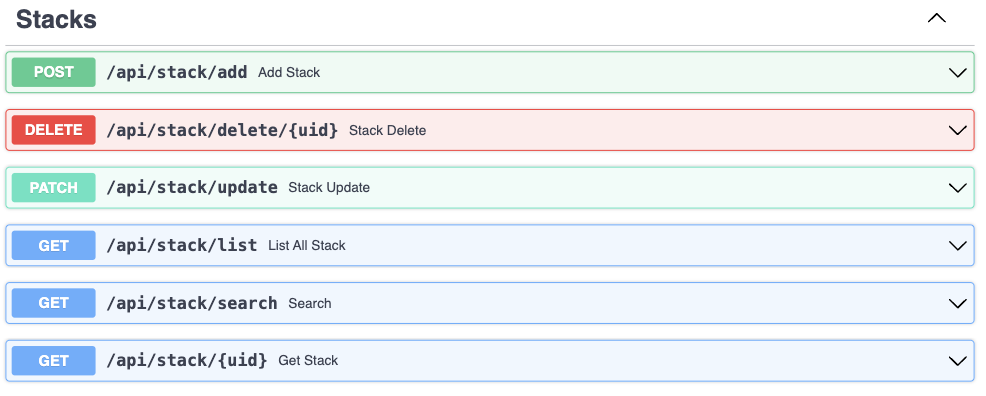 Stacks
POST /api/stack/add Add Stack
DELETE /api/stack/delete/{uid} Stack Delete
PATCH /api/stack/update Stack Update
GET /api/stack/list List All Stack
GET /api/stack/search Search
GET /api/stack/{uid} Get Stack